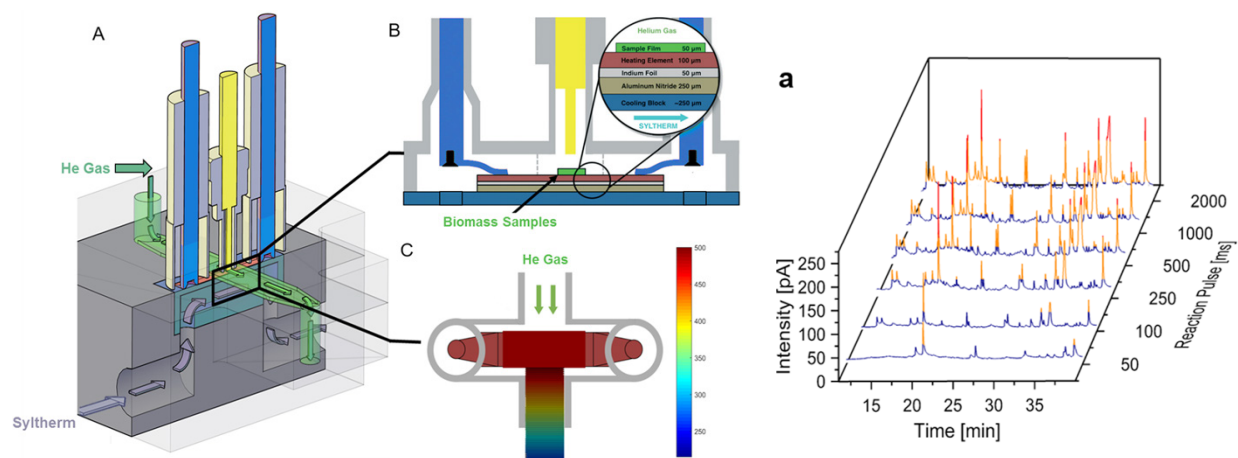 A
He Gas
Syltherm
B
Helium Gas
Sample Film 50 µm
Heating Element 100 µm
Indium Foil 50 µm
Aluminum Nitride 250 µm
Cooling Block ~350 µm
SYLTHERM
Biomass Samples
C
He Gas
500
450
400
350
300
250
a
250
200
150
100
50
0
Intensity [pA]
15
20
25
30
35
Time [min]
2000
1000
500
250
100
50
Reaction Pulse [ms]